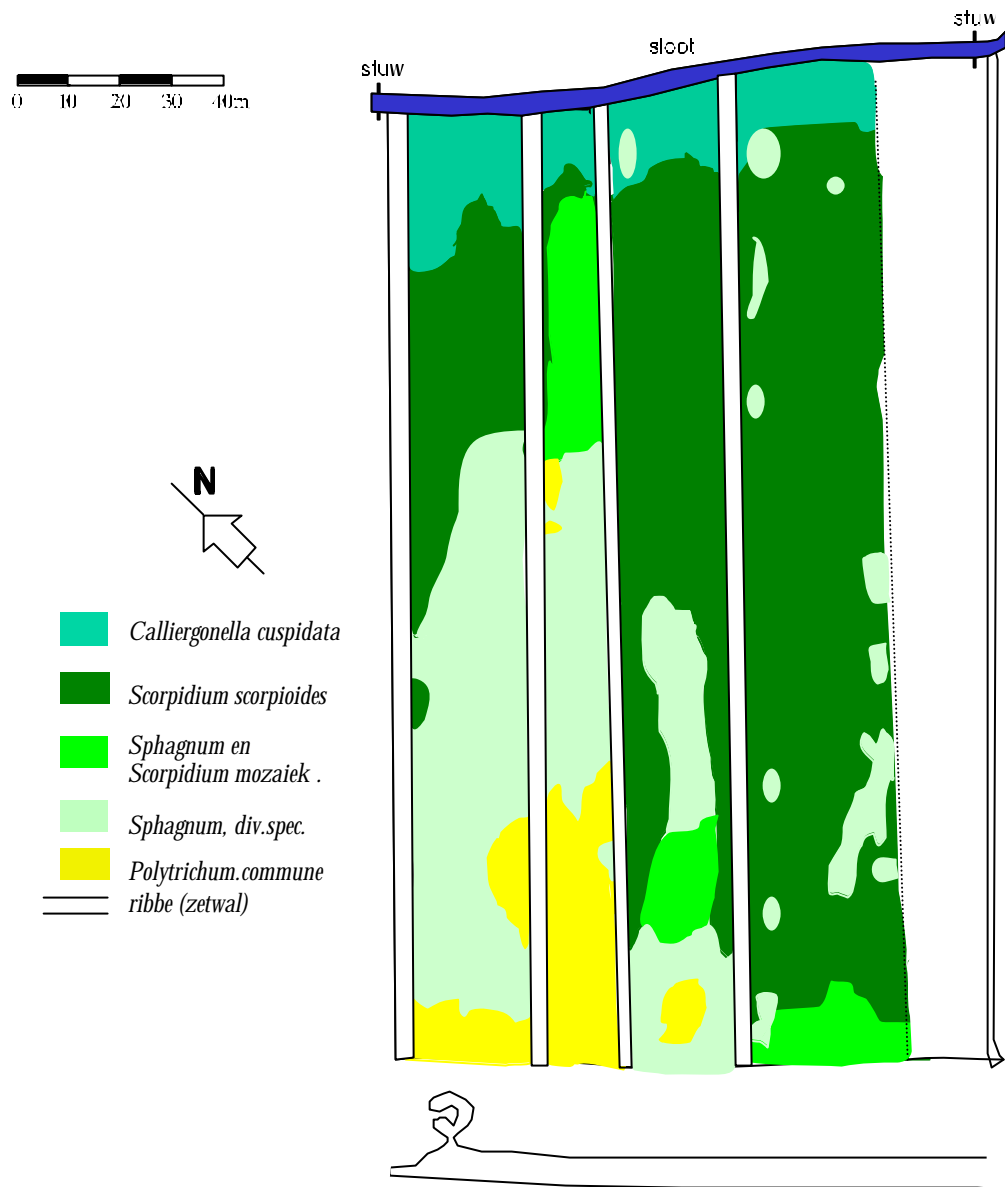 stuw
sloot
stuw
0 10 20 30 40m
N
Calliergonella cuspidata
Scorpidium scorpioides
Sphagnum en
Scorpidium mozaiek .
Sphagnum, div.spec.
Polytrichum.commune
ribbe (zetwal)